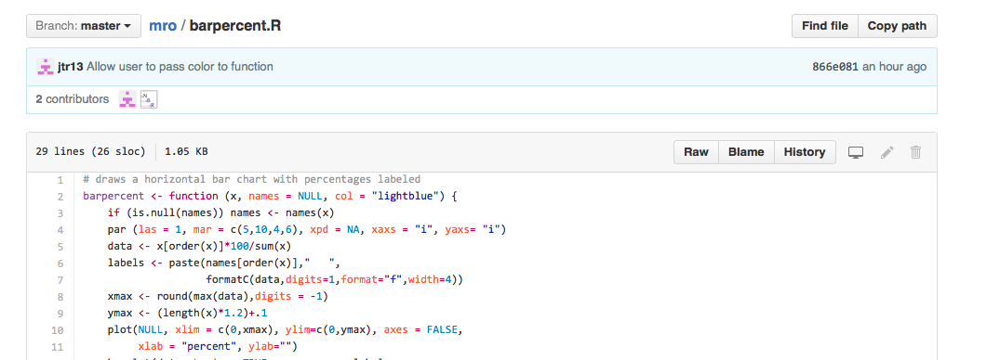 Branch: master mro / barpercent.R Find file Copy path
jtr13 Allow user to pass color to function 866e081 an hour ago
2 contributors
29 lines (26 sloc) 1.05 KB Raw Blame History
1 # draws a horizontal bar chart with percentages labeled
2 barpercent <- function (x, names = NULL, col = "lightblue") {
3 if (is.null(names)) names <- names(x)
4 par (las = 1, mar = c(5,10,4,6), xpd = NA, xaxs = "i", yaxs= "i")
5 data <- x[order(x)]*100/sum(x)
6 labels <- paste(names[order(x)],"   ",
7 formatC(data,digits=1,format="f",width=4))
8 xmax <- round(max(data),digits = -1)
9 ymax <- (length(x)*1.2)+.1
10 plot(NULL, xlim = c(0,xmax), ylim=c(0,ymax), axes = FALSE,
11 xlab = "percent", ylab="")